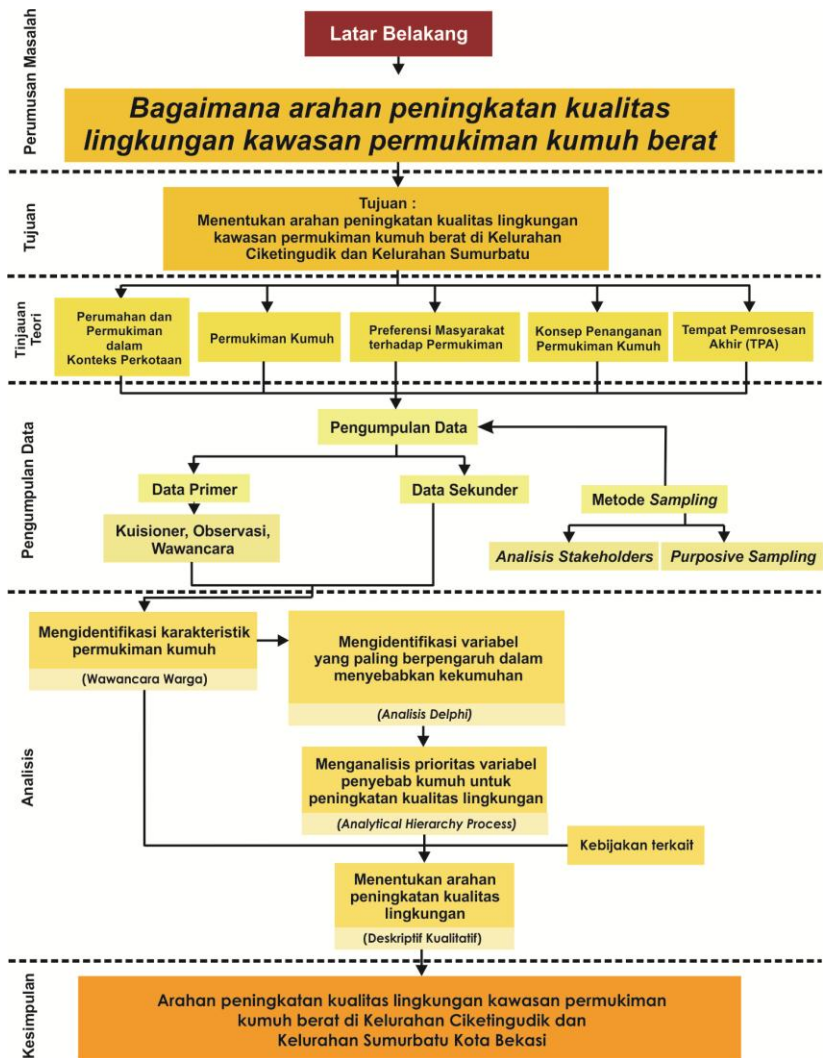 Perumusan Masalah
Latar Belakang
Bagaimana arahan peningkatan kualitas
lingkungan kawasan permukiman kumuh berat
Tujuan
Tujuan :
Menentukan arahan peningkatan kualitas lingkungan
kawasan permukiman kumuh berat di Kelurahan
Ciketingudik dan Kelurahan Sumurbatu
Tinjauan
Teori
Perumahan dan
Permukiman
dalam
Konteks Perkotaan
Permukiman Kumuh
Preferensi Masyarakat
terhadap Permukiman
Konsep Penanganan
Permukiman Kumuh
Tempat Pemrosesan
Akhir (TPA)
Pengumpulan Data
Pengumpulan Data
Data Primer
Data Sekunder
Metode Sampling
Kuisioner, Observasi,
Wawancara
Analisis Stakeholders
Purposive Sampling
Analisis
Mengidentifikasi karakteristik
permukiman kumuh
(Wawancara Warga)
Mengidentifikasi variabel
yang paling berpengaruh dalam
menyebabkan kekumuhan
(Analisis Delphi)
Menganalisis prioritas variabel
penyebab kumuh untuk
peningkatan kualitas lingkungan
(Analytical Hierarchy Process)
Kebijakan terkait
Menentukan arahan
peningkatan kualitas
lingkungan
(Deskriptif Kualitatif)
Kesimpulan
Arahan peningkatan kualitas lingkungan kawasan permukiman
kumuh berat di Kelurahan Ciketingudik dan
Kelurahan Sumurbatu Kota Bekasi